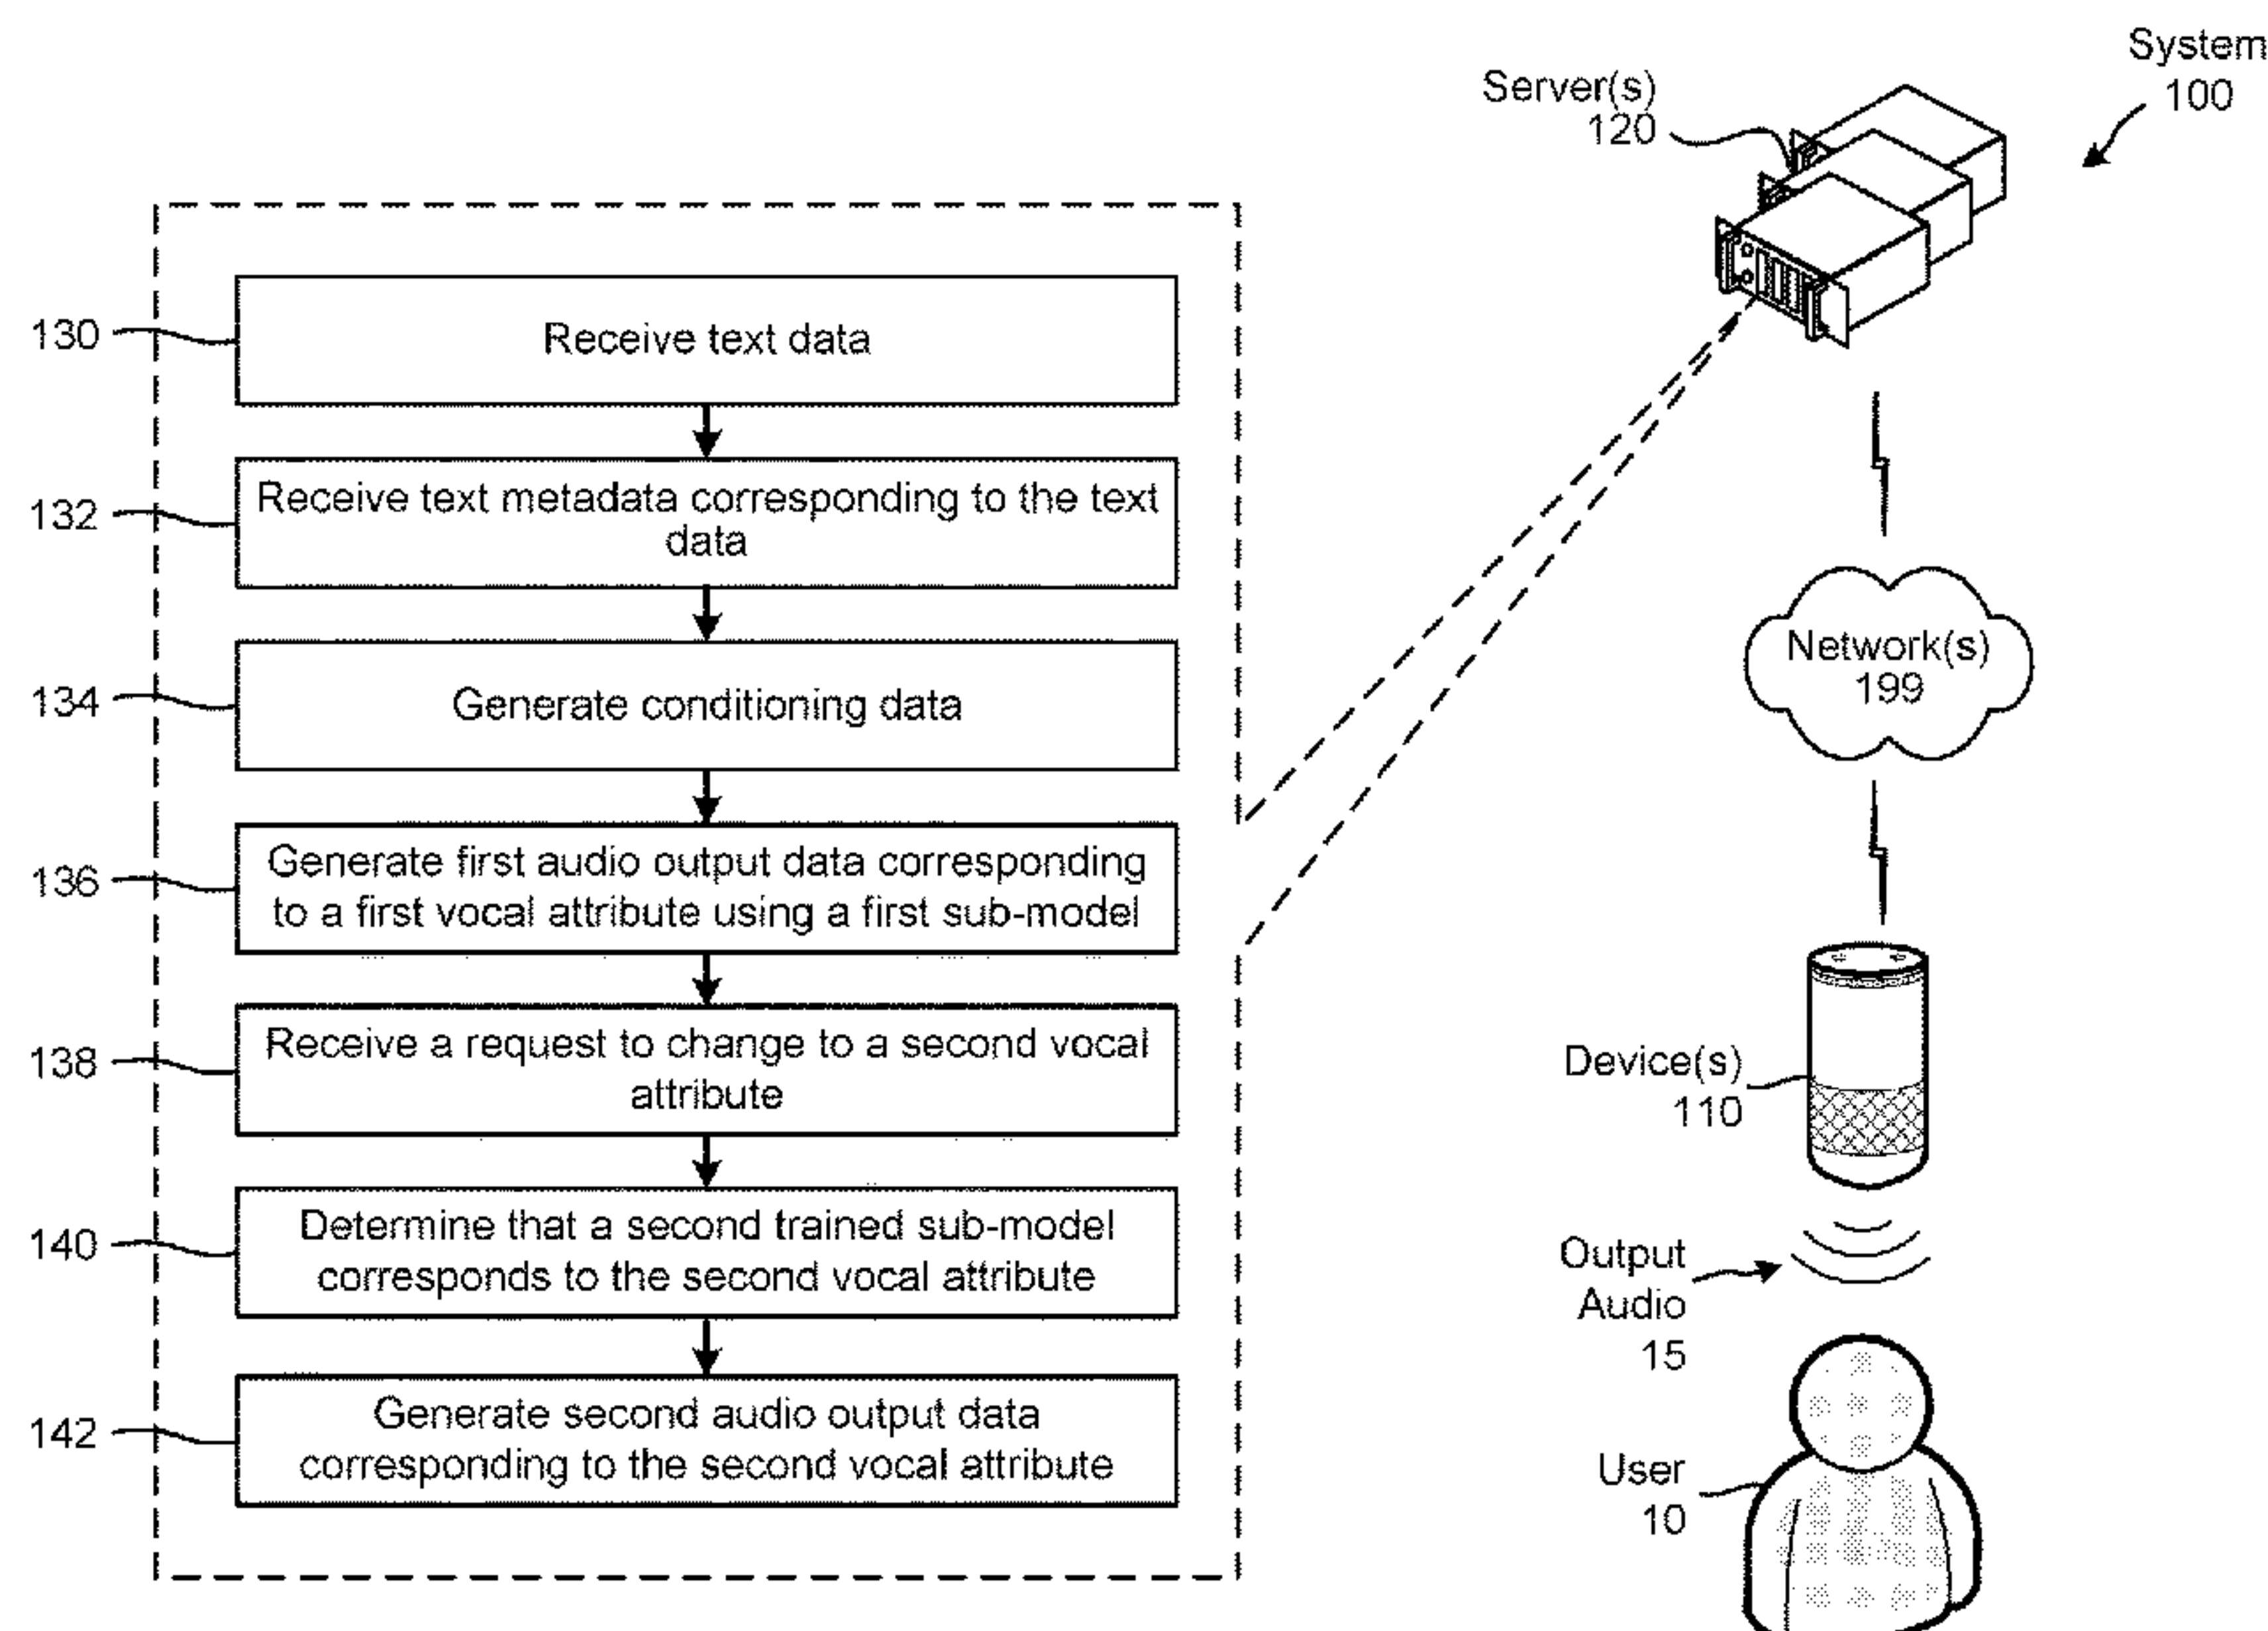 System
100
Server(s)
120
130
Receive text data
132
Receive text metadata corresponding to the text
data
134
Generate conditioning data
136
Generate first audio output data corresponding
to a first vocal attribute using a first sub-model
138
Receive a request to change to a second vocal
attribute
140
Determine that a second trained sub-model
corresponds to the second vocal attribute
142
Generate second audio output data
corresponding to the second vocal attribute
Network(s)
199
Device(s)
110
Output
Audio
15
User
10